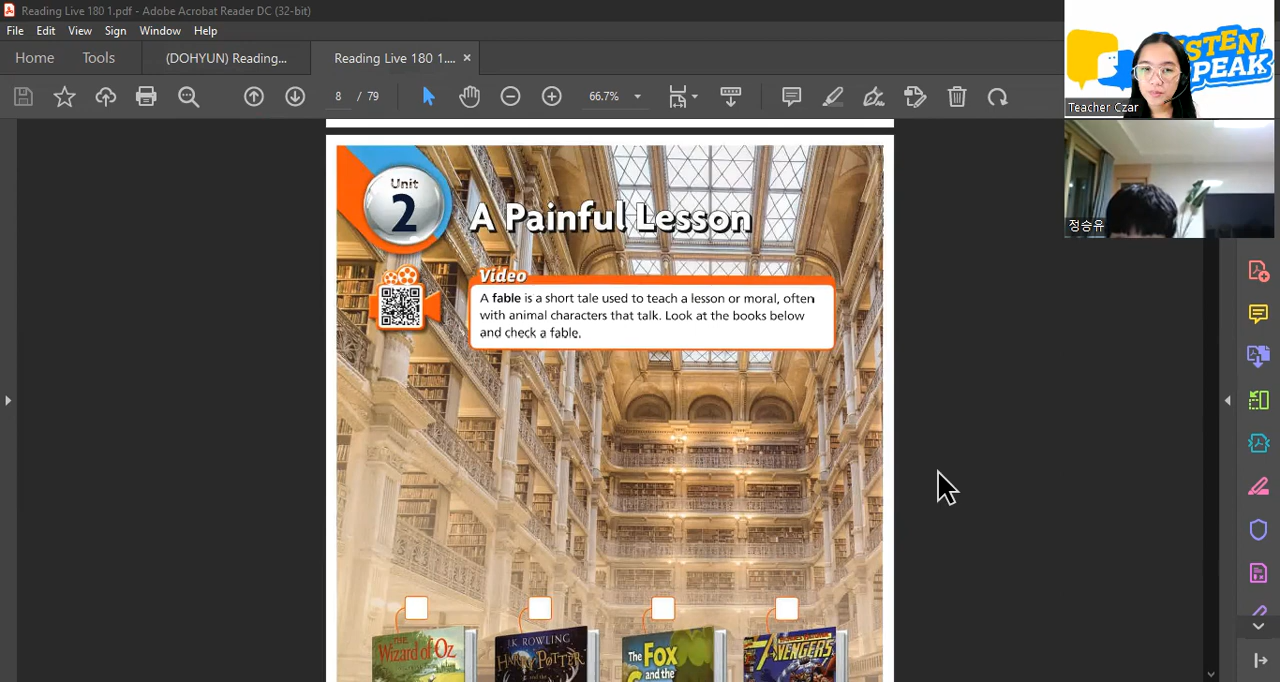 Reading Live 180 1.pdf - Adobe Acrobat Reader DC (32-bit)
File Edit View Sign Window Help
Home Tools (DOHYUN) Reading... Reading Live 180 1.... ×
8 / 79 66.7%
Unit
2
A Painful Lesson
Video
A fable is a short tale used to teach a lesson or moral, often
with animal characters that talk. Look at the books below
and check a fable.
THE
Wizard of Oz
J.K. ROWLING
HARRY POTTER
The Fox
and the
AVENGERS
PEAK
Teacher Czar
정승유